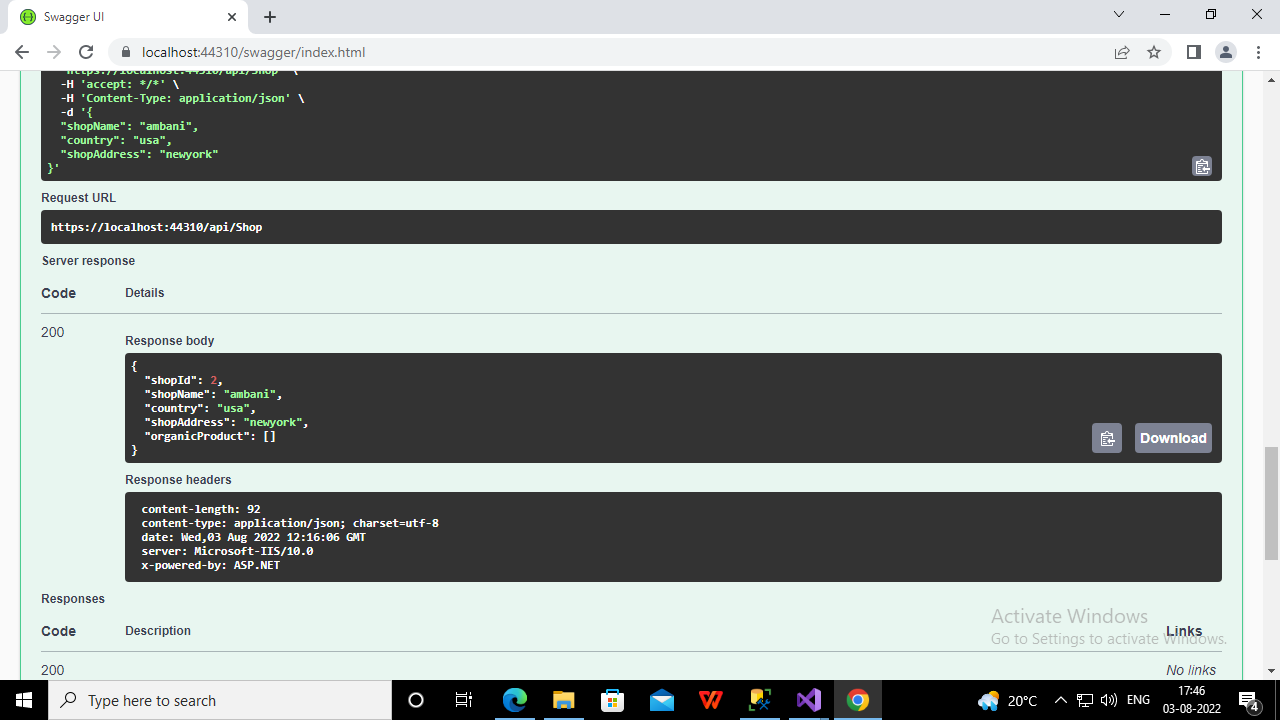 Swagger UI
localhost:44310/swagger/index.html
'https://localhost:44310/api/Shop' \
-H 'accept: */*' \
-H 'Content-Type: application/json' \
-d '{
"shopName": "ambani",
"country": "usa",
"shopAddress": "newyork"
}'
Request URL
https://localhost:44310/api/Shop
Server response
Code Details
200
Response body
{
"shopId": 2,
"shopName": "ambani",
"country": "usa",
"shopAddress": "newyork",
"organicProduct": []
}
Download
Response headers
content-length: 92
content-type: application/json; charset=utf-8
date: Wed,03 Aug 2022 12:16:06 GMT
server: Microsoft-IIS/10.0
x-powered-by: ASP.NET
Responses
Code Description Links
200 No links
Activate Windows
Go to Settings to activate Windows.
Type here to search
20°C
ENG
17:46
03-08-2022
4